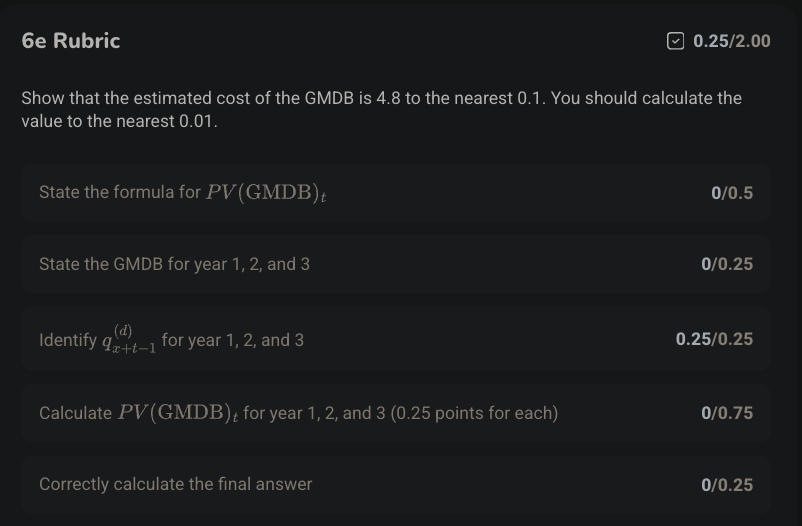 6e Rubric 0.25/2.00
Show that the estimated cost of the GMDB is 4.8 to the nearest 0.1. You should calculate the
value to the nearest 0.01.
State the formula for PV(GMDB)_t 0/0.5
State the GMDB for year 1, 2, and 3 0/0.25
Identify q_{x+t−1}^{(d)} for year 1, 2, and 3 0.25/0.25
Calculate PV(GMDB)_t for year 1, 2, and 3 (0.25 points for each) 0/0.75
Correctly calculate the final answer 0/0.25